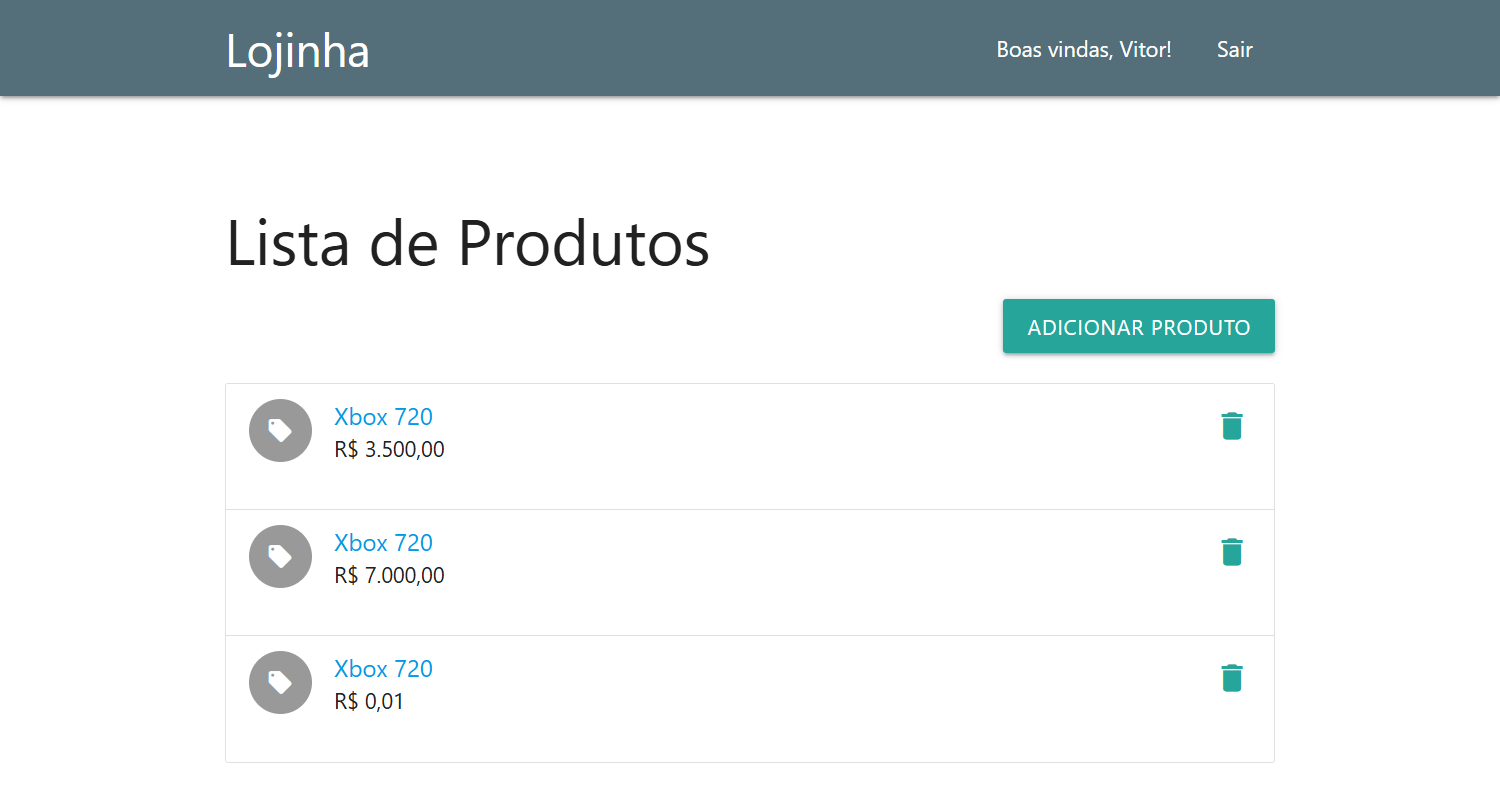 Lojinha
Boas vindas, Vitor! Sair
Lista de Produtos
ADICIONAR PRODUTO
Xbox 720
R$ 3.500,00
Xbox 720
R$ 7.000,00
Xbox 720
R$ 0,01